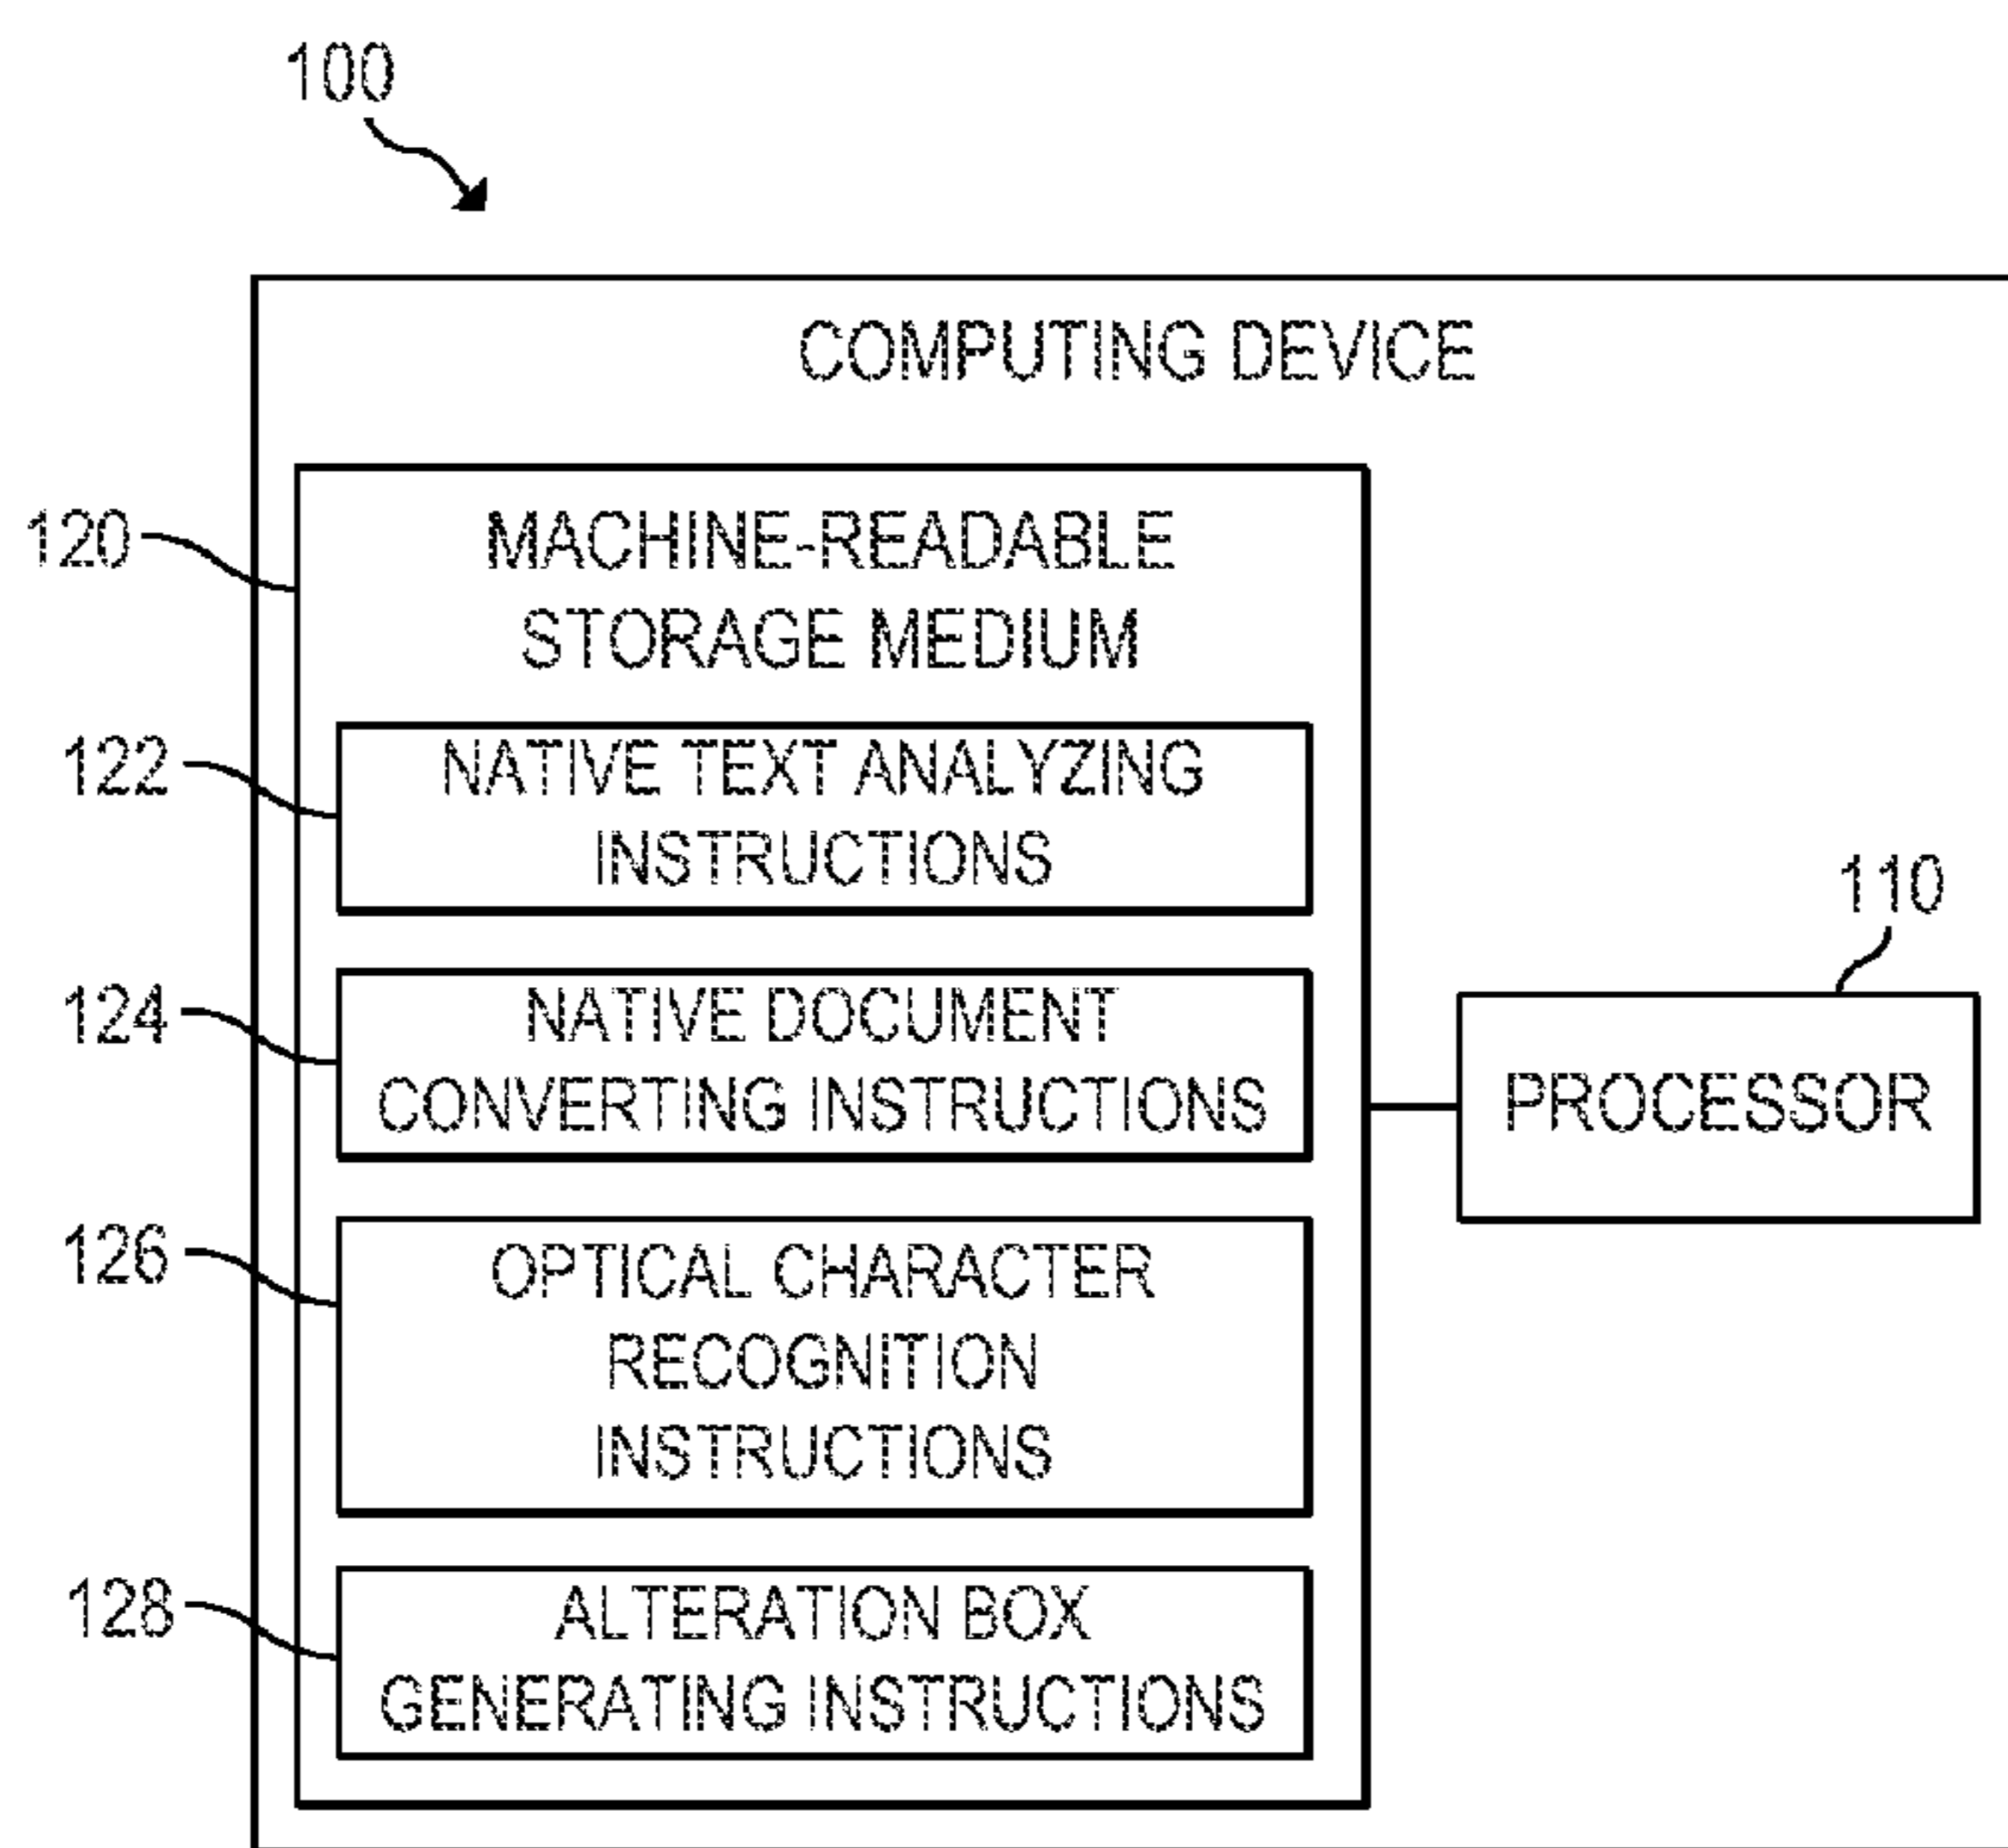 100
COMPUTING DEVICE
120
MACHINE-READABLE
STORAGE MEDIUM
122
NATIVE TEXT ANALYZING
INSTRUCTIONS
124
NATIVE DOCUMENT
CONVERTING INSTRUCTIONS
126
OPTICAL CHARACTER
RECOGNITION
INSTRUCTIONS
128
ALTERATION BOX
GENERATING INSTRUCTIONS
110
PROCESSOR